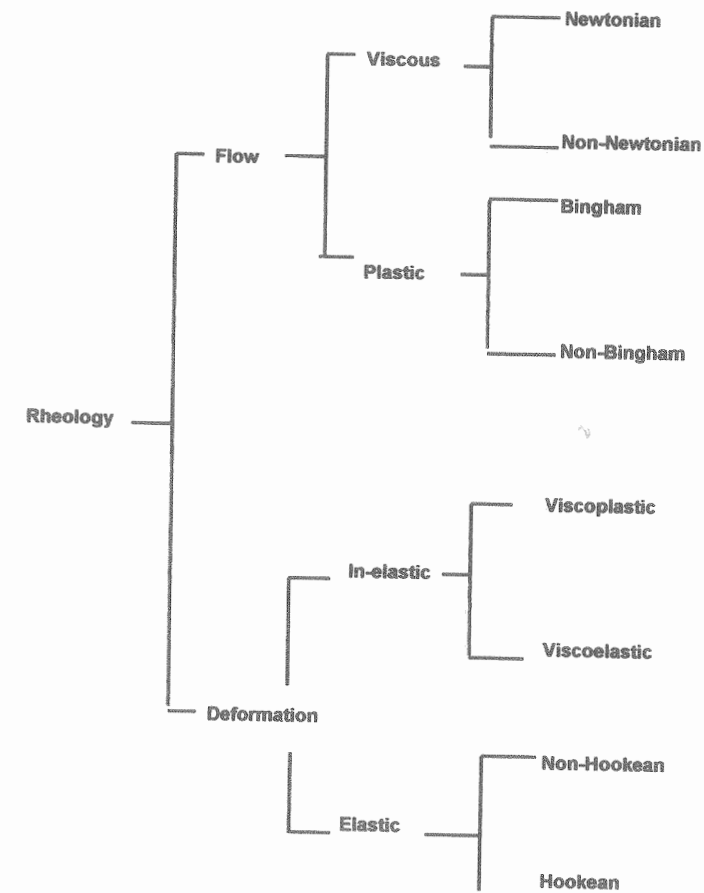 Newtonian
Viscous
Non-Newtonian
Flow
Bingham
Plastic
Non-Bingham
Rheology
Viscoplastic
In-elastic
Viscoelastic
Deformation
Non-Hookean
Elastic
Hookean